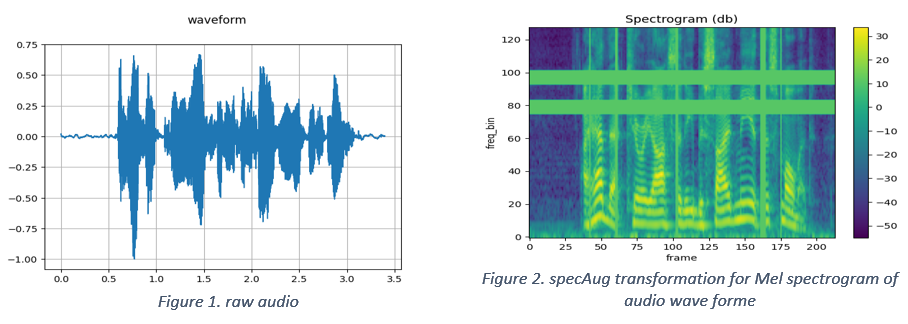 waveform
0.75
0.50
0.25
0.00
−0.25
−0.50
−0.75
−1.00
0.0 0.5 1.0 1.5 2.0 2.5 3.0 3.5
Figure 1. raw audio
Spectrogram (db)
freq_bin
120
100
80
60
40
20
0
0 25 50 75 100 125 150 175 200
frame
30
20
10
0
−10
−20
−30
−40
−50
Figure 2. specAug transformation for Mel spectrogram of
audio wave forme